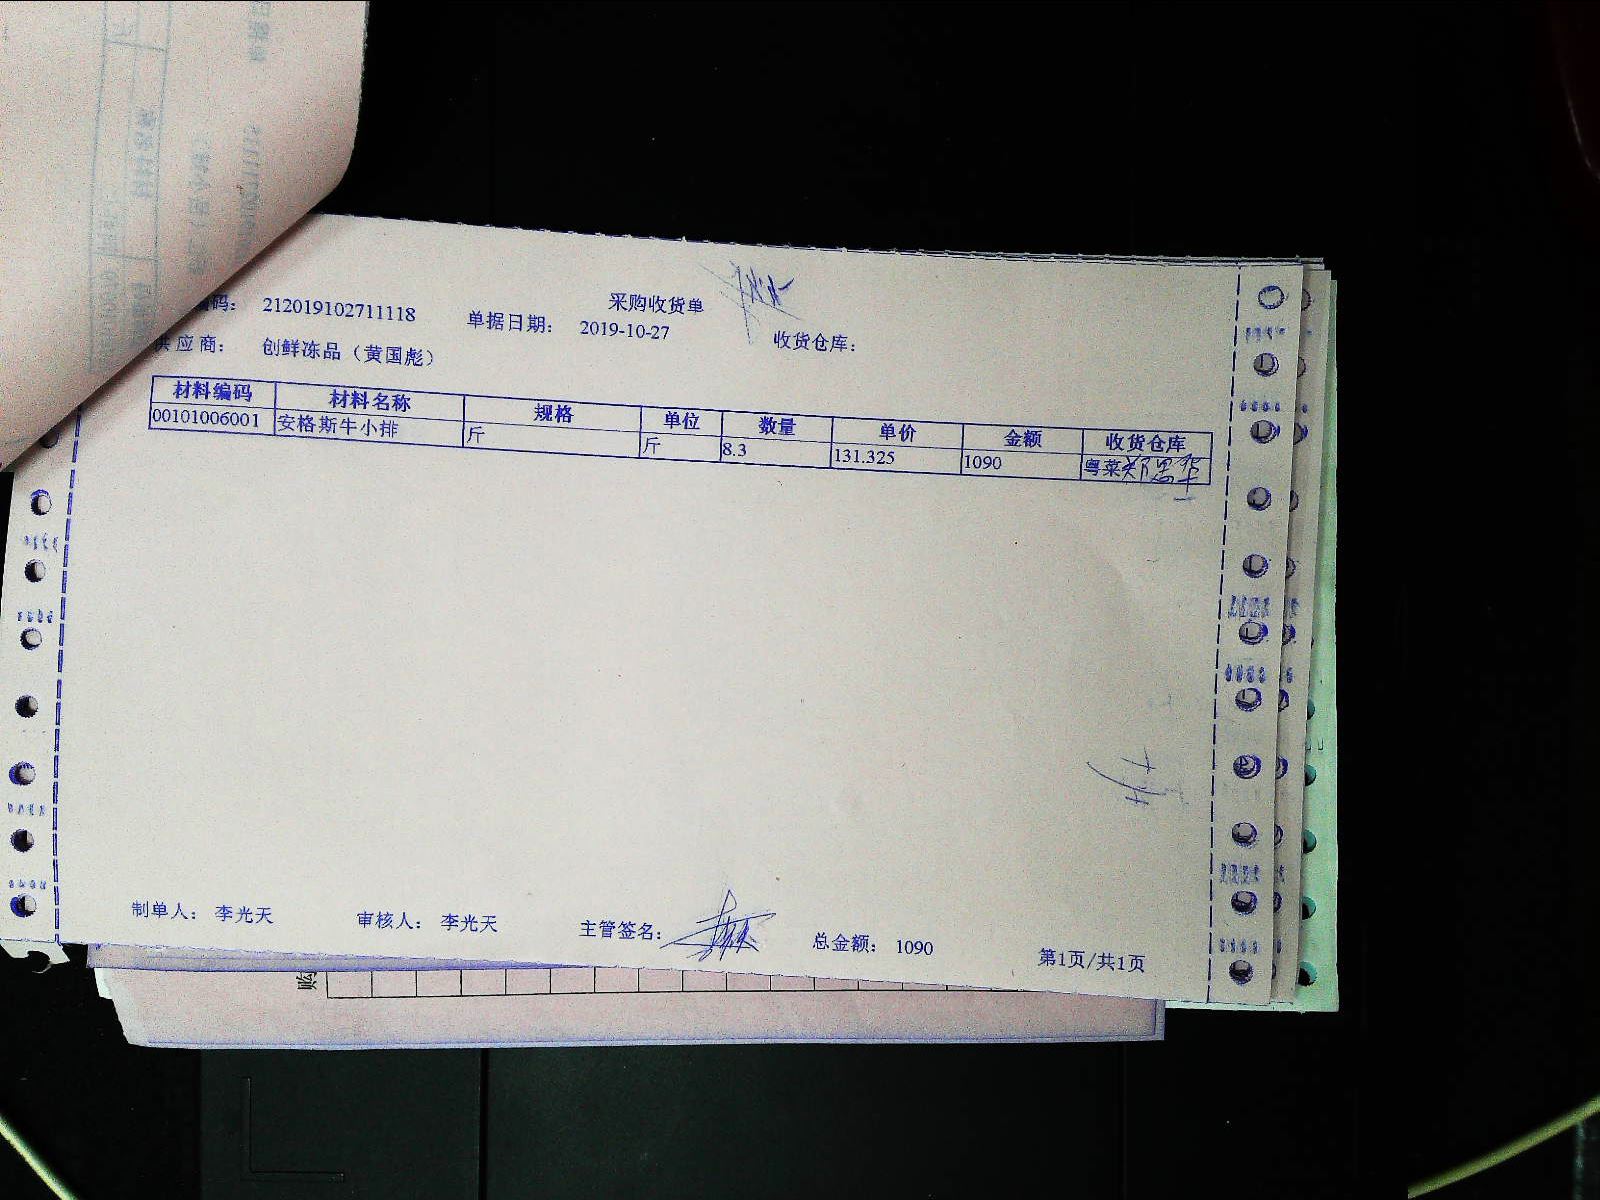 采购收货单
编码： 212019102711118 单据日期： 2019-10-27 收货仓库：
供应商： 创鲜冻品（黄国彪）
材料编码 材料名称 规格 单位 数量 单价 金额 收货仓库
00101006001 安格斯牛小排 斤 斤 8.3 131.325 1090 粤菜
制单人： 李光天 审核人： 李光天 主管签名： 总金额： 1090 第1页/共1页
购